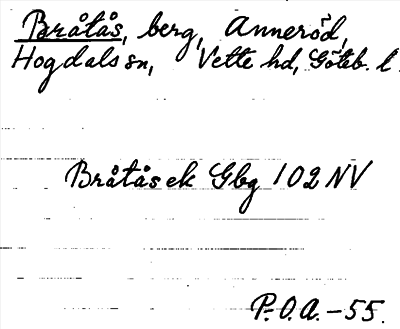 Bråtås, berg, Anneröd,
Hogdals sn, Vette hd, Göteb. l.
Bråtås ek Gbg 102 NV
P.O.A. -55.